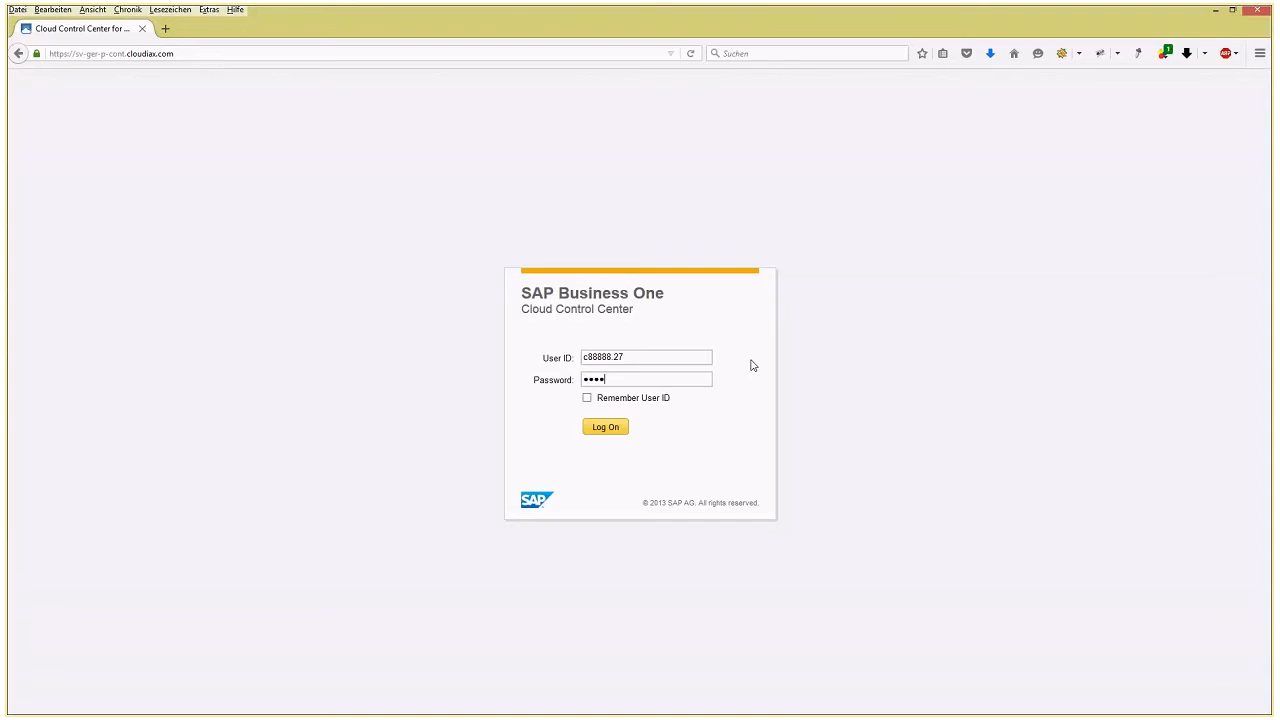 Datei Bearbeiten Ansicht Chronik Lesezeichen Extras Hilfe
Cloud Control Center for ...
https://sv-ger-p-cont.cloudiax.com
Suchen
1
ABP
SAP Business One
Cloud Control Center
User ID: c88888.27
Password: ••••
Remember User ID
Log On
SAP
© 2013 SAP AG. All rights reserved.